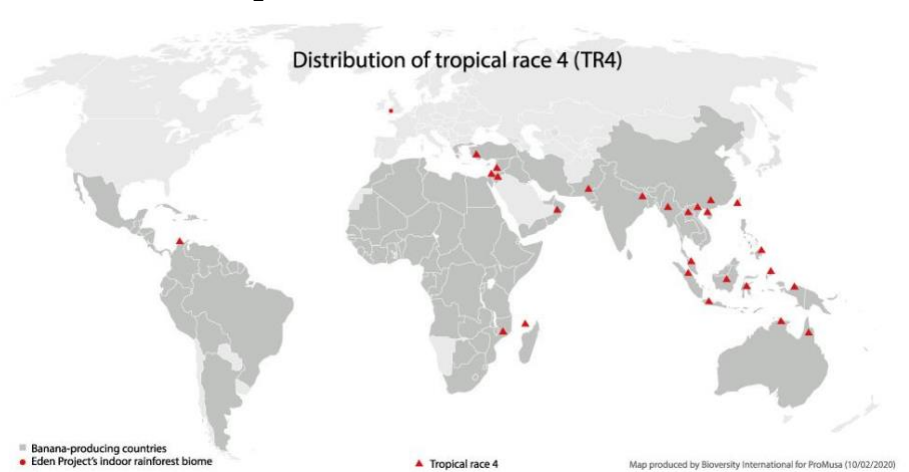 Distribution of tropical race 4 (TR4)
Banana-producing countries
Eden Project's indoor rainforest biome
Tropical race 4
Map produced by Bioversity International for ProMusa (10/02/2020)